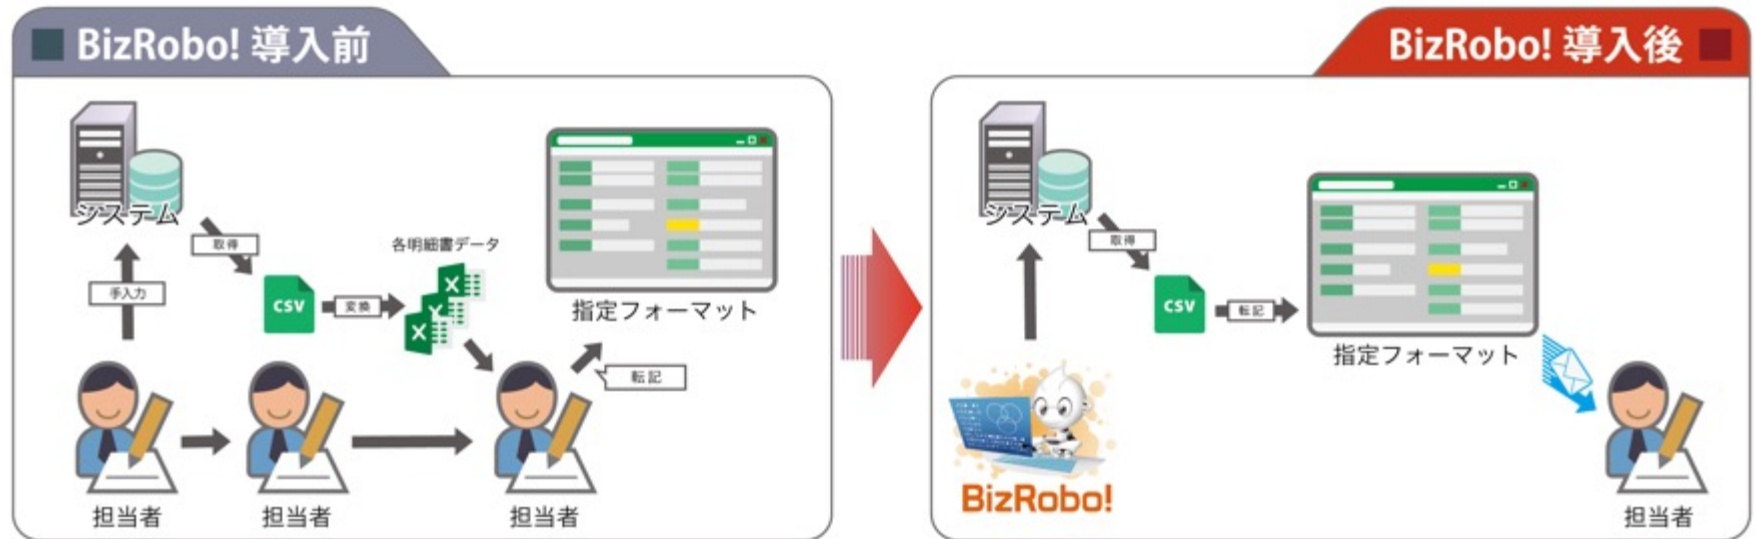 BizRobo! 導入前
システム
取得
手入力
CSV
変換
各明細書データ
指定フォーマット
転記
担当者
担当者
担当者
BizRobo! 導入後
システム
取得
CSV
転記
指定フォーマット
BizRobo!
担当者